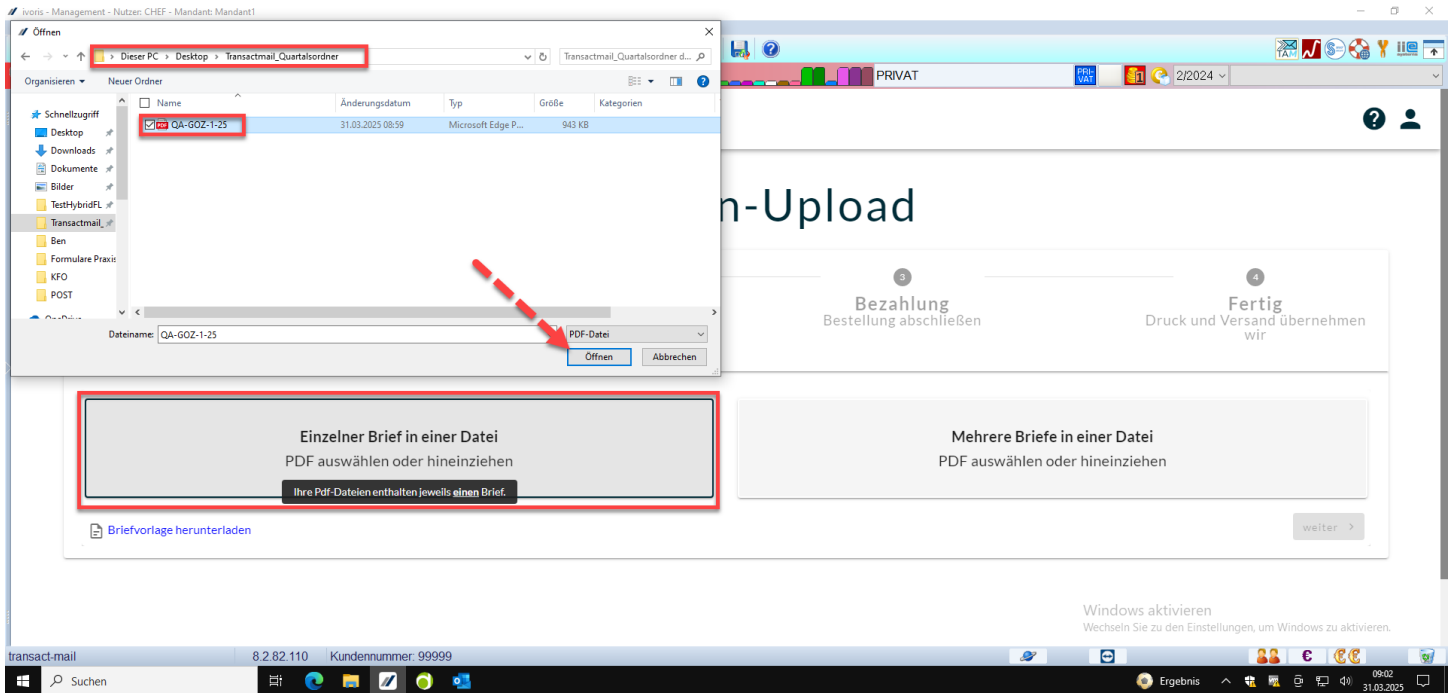 ivoris - Management - Nutzer: CHEF - Mandant: Mandant1
Öffnen
Dieser PC > Desktop > Transactmail_Quartalsordner
Transactmail_Quartalsordner d...
Organisieren
Neuer Ordner
PRIVAT
PRI-VAT
1
2/2024
Name
Änderungsdatum
Typ
Größe
Kategorien
Schnellzugriff
QA-GOZ-1-25
31.03.2025 08:59
Microsoft Edge P...
943 KB
Desktop
Downloads
Dokumente
Bilder
TestHybridFL
Transactmail_
Ben
Formulare Praxis
KFO
POST
n-Upload
3
Bezahlung
Bestellung abschließen
4
Fertig
Druck und Versand übernehmen
wir
Dateiname:
QA-GOZ-1-25
PDF-Datei
Öffnen
Abbrechen
Einzelner Brief in einer Datei
PDF auswählen oder hineinziehen
Ihre Pdf-Dateien enthalten jeweils einen Brief.
Mehrere Briefe in einer Datei
PDF auswählen oder hineinziehen
Briefvorlage herunterladen
weiter >
Windows aktivieren
Wechseln Sie zu den Einstellungen, um Windows zu aktivieren.
transact-mail
8.2.82.110
Kundennummer: 99999
Suchen
Ergebnis
09:02
31.03.2025